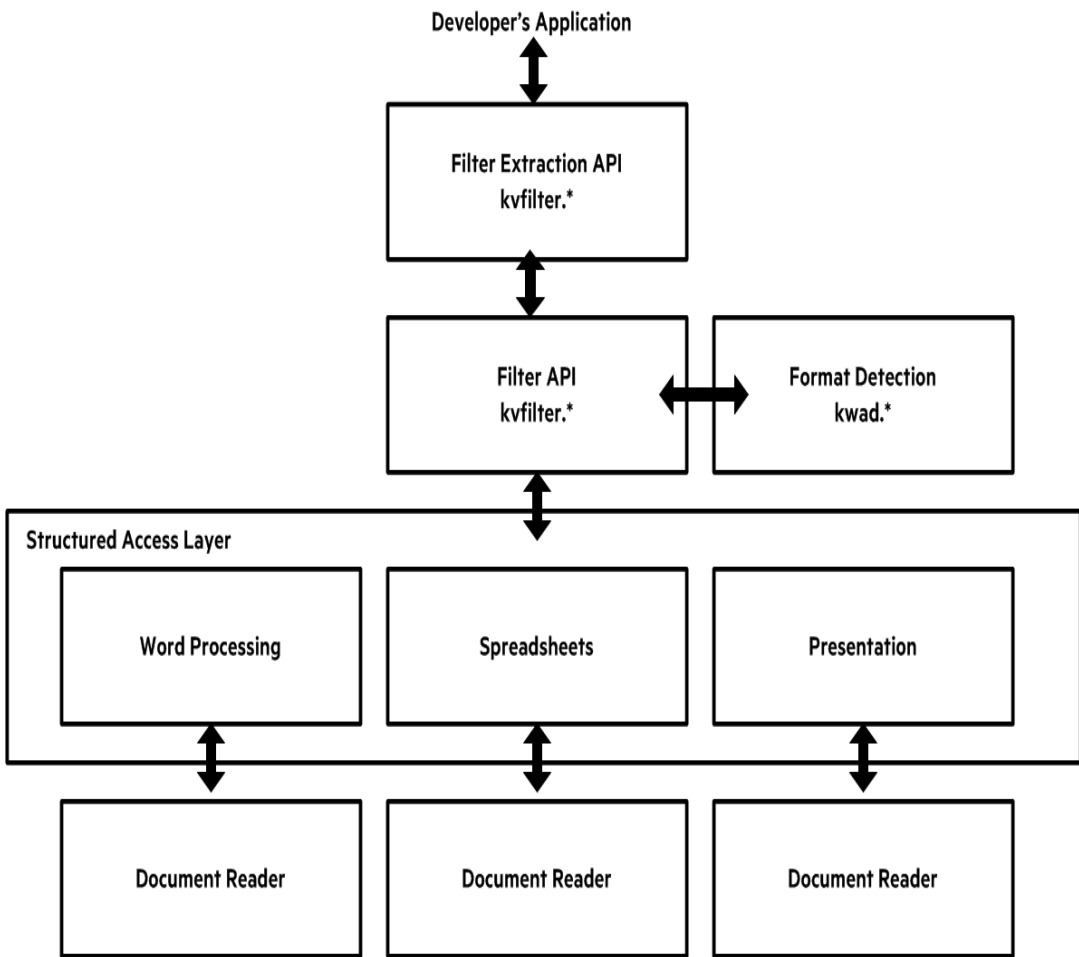 Developer’s Application
Filter Extraction API
kvfilter.*
Filter API
kvfilter.*
Format Detection
kwad.*
Structured Access Layer
Word Processing
Spreadsheets
Presentation
Document Reader
Document Reader
Document Reader